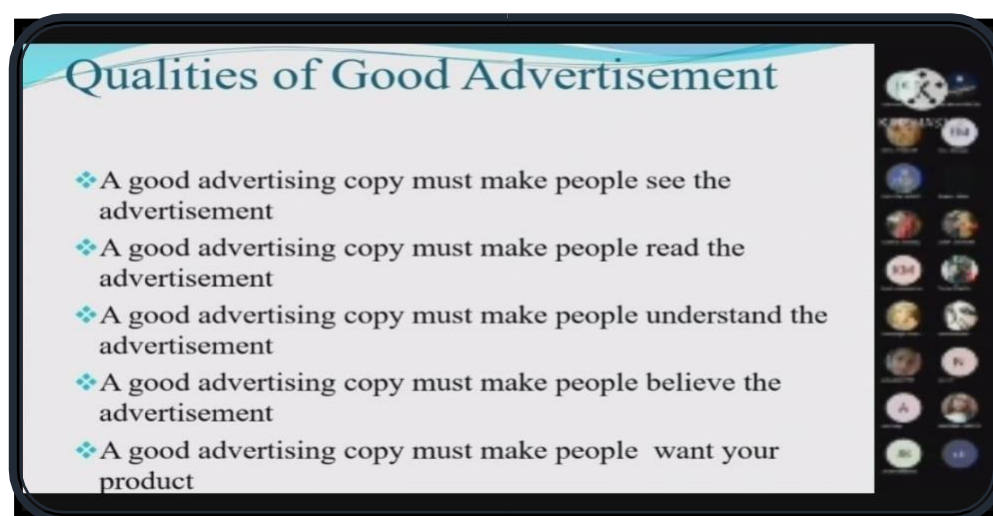 Qualities of Good Advertisement
❖A good advertising copy must make people see the
advertisement
❖A good advertising copy must make people read the
advertisement
❖A good advertising copy must make people understand the
advertisement
❖A good advertising copy must make people believe the
advertisement
❖A good advertising copy must make people want your
product
KM
N
A